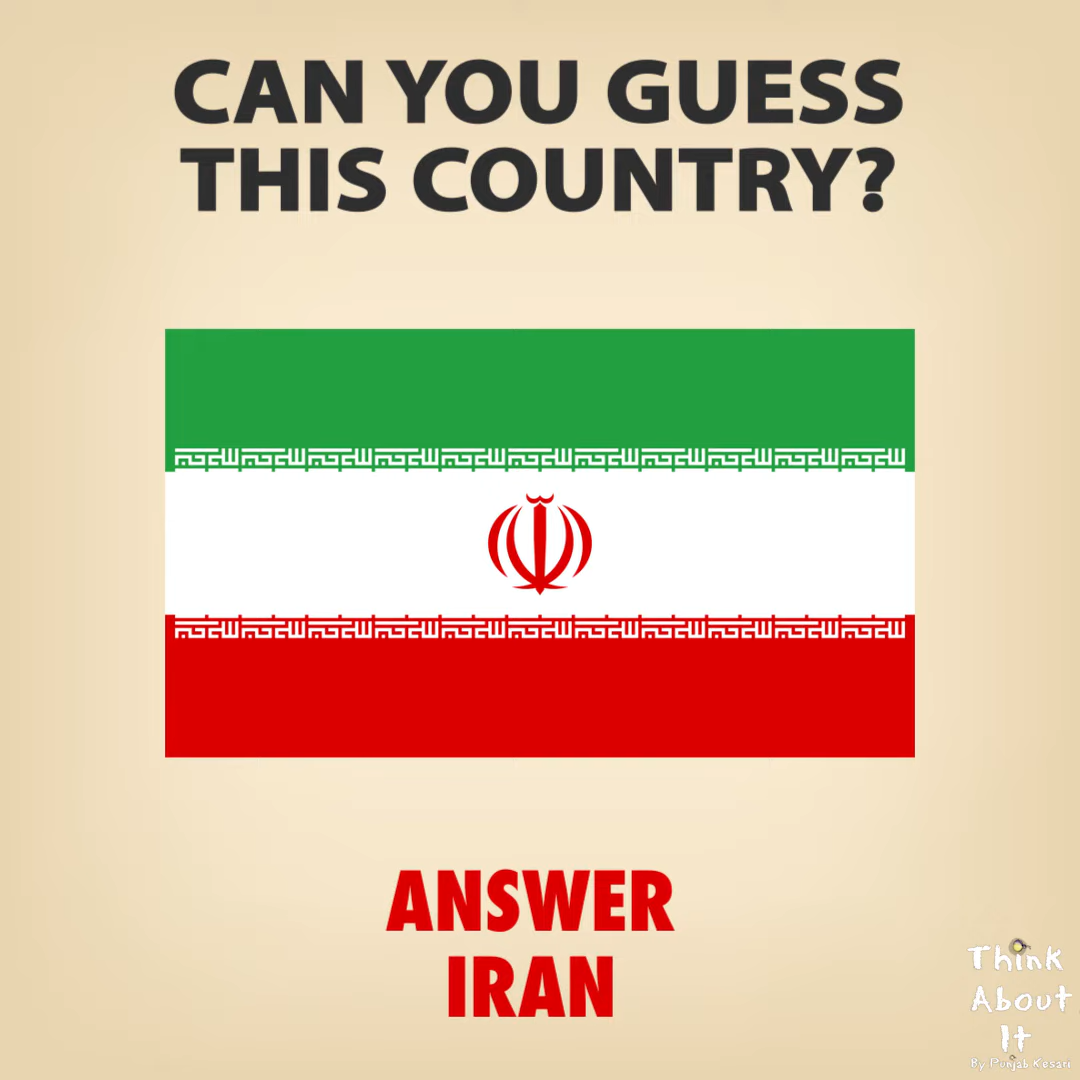 CAN YOU GUESS
THIS COUNTRY?
ANSWER
IRAN
Think
About
It
By Punjab Kesari